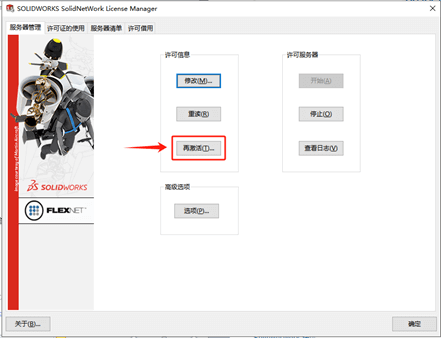 SOLIDWORKS SolidNetWork License Manager
服务器管理 许可证的使用 服务器清单 许可借用
许可信息
修改(M)...
重读(R)
再激活(T)...
高级选项
选项(P)...
许可服务器
开始(A)
停止(O)
查看日志(V)
SOLIDWORKS
FLEXNET
关于(B)...
确定